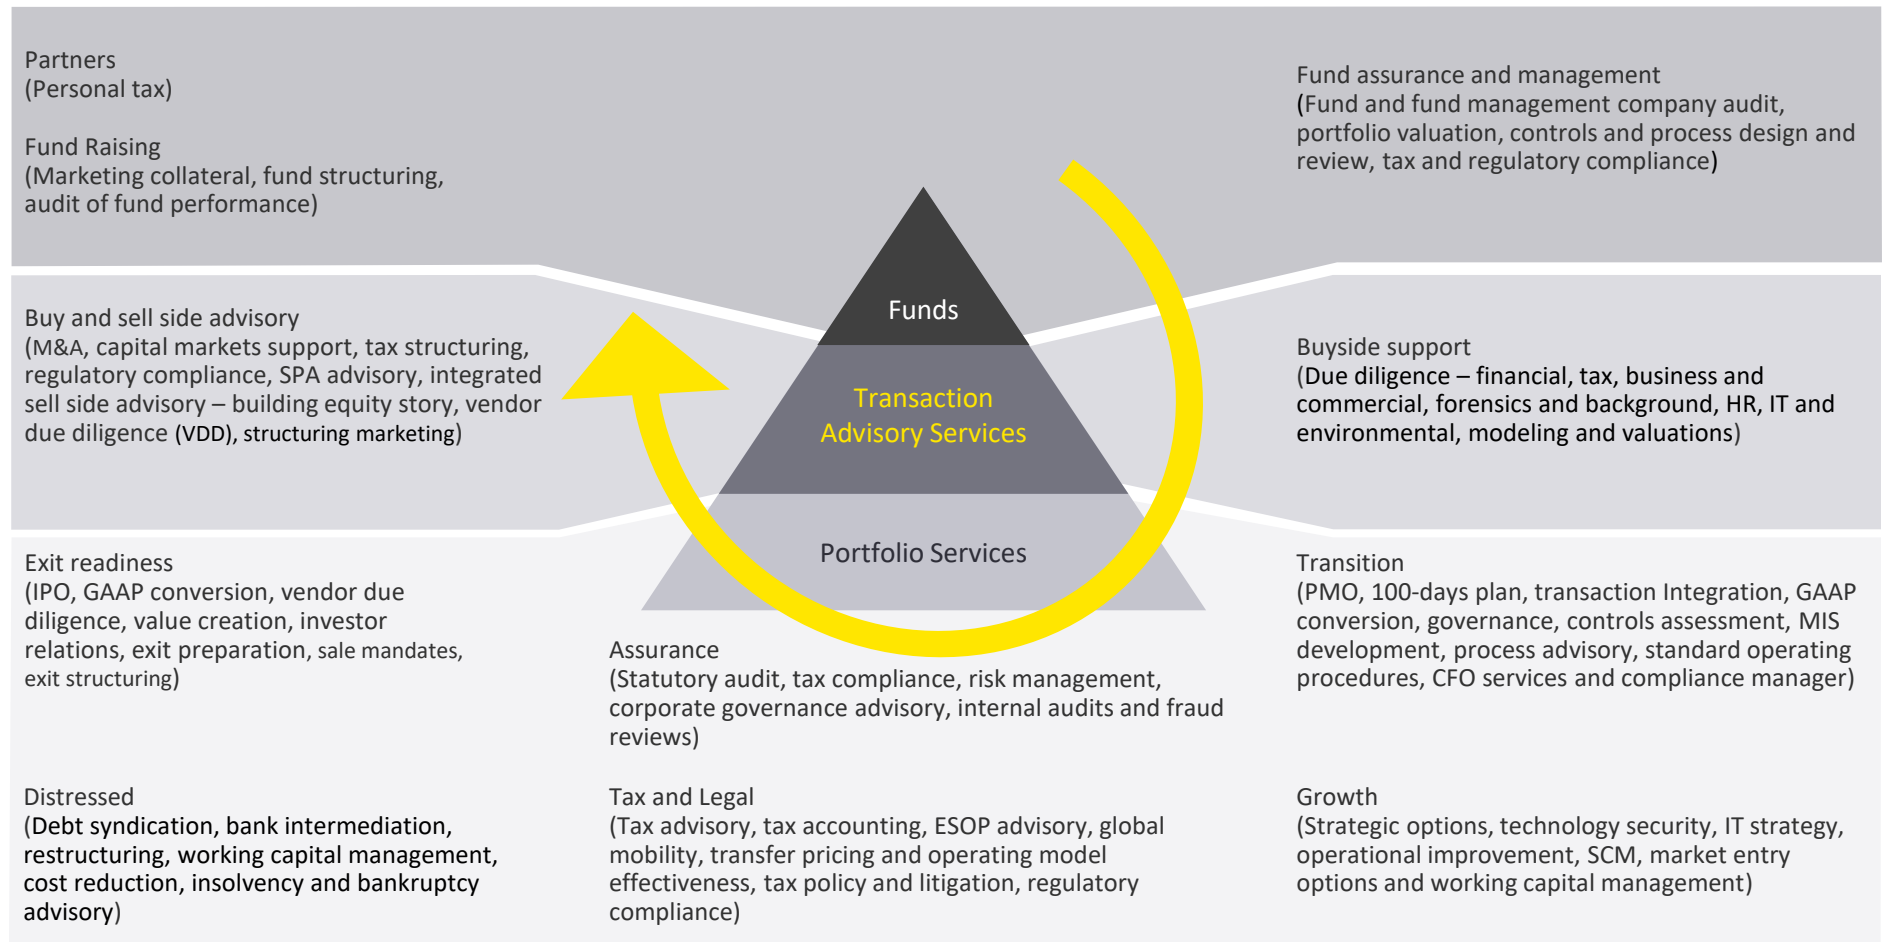 Partners
(Personal tax)
Fund Raising
(Marketing collateral, fund structuring,
audit of fund performance)
Fund assurance and management
(Fund and fund management company audit,
portfolio valuation, controls and process design and
review, tax and regulatory compliance)
Funds
Buy and sell side advisory
(M&A, capital markets support, tax structuring,
regulatory compliance, SPA advisory, integrated
sell side advisory – building equity story, vendor
due diligence (VDD), structuring marketing)
Transaction
Advisory Services
Buyside support
(Due diligence – financial, tax, business and
commercial, forensics and background, HR, IT and
environmental, modeling and valuations)
Portfolio Services
Exit readiness
(IPO, GAAP conversion, vendor due
diligence, value creation, investor
relations, exit preparation, sale mandates,
exit structuring)
Assurance
(Statutory audit, tax compliance, risk management,
corporate governance advisory, internal audits and fraud
reviews)
Transition
(PMO, 100-days plan, transaction Integration, GAAP
conversion, governance, controls assessment, MIS
development, process advisory, standard operating
procedures, CFO services and compliance manager)
Distressed
(Debt syndication, bank intermediation,
restructuring, working capital management,
cost reduction, insolvency and bankruptcy
advisory)
Tax and Legal
(Tax advisory, tax accounting, ESOP advisory, global
mobility, transfer pricing and operating model
effectiveness, tax policy and litigation, regulatory
compliance)
Growth
(Strategic options, technology security, IT strategy,
operational improvement, SCM, market entry
options and working capital management)